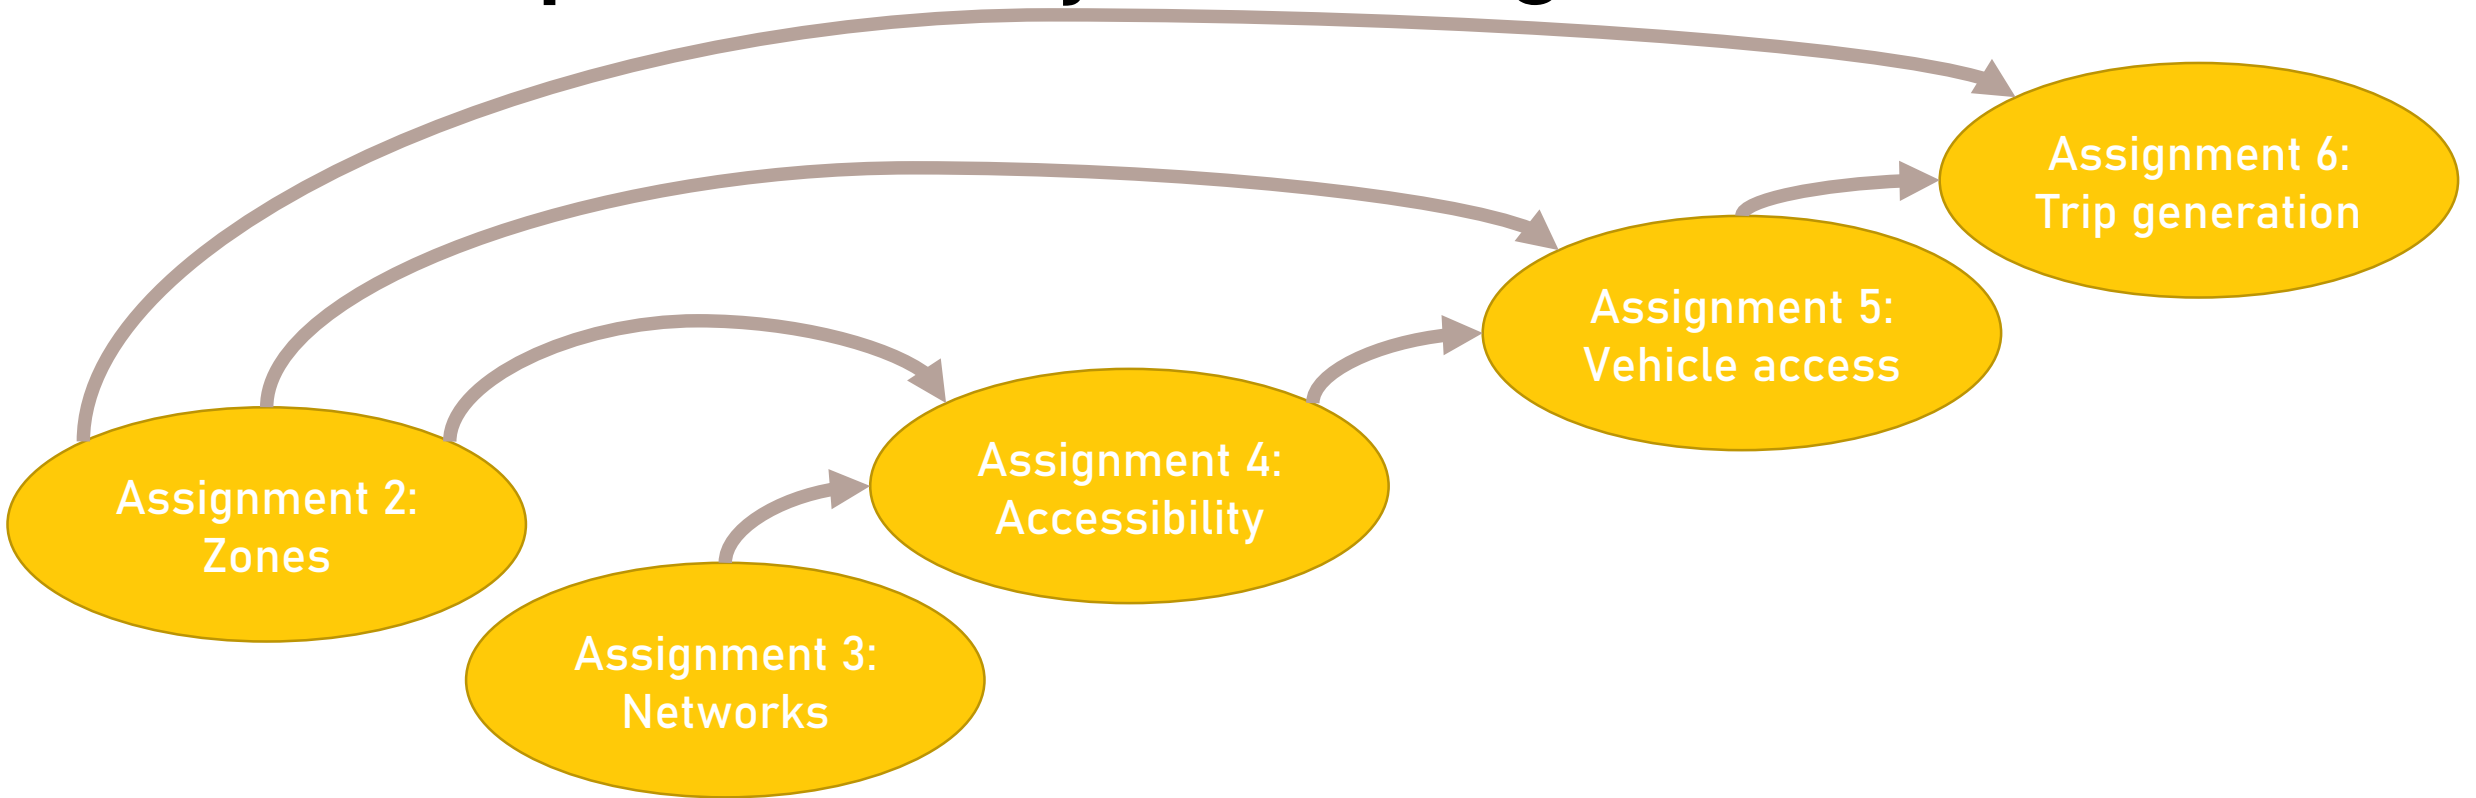 Assignment 6:
Trip generation
Assignment 5:
Vehicle access
Assignment 4:
Accessibility
Assignment 2:
Zones
Assignment 3:
Networks